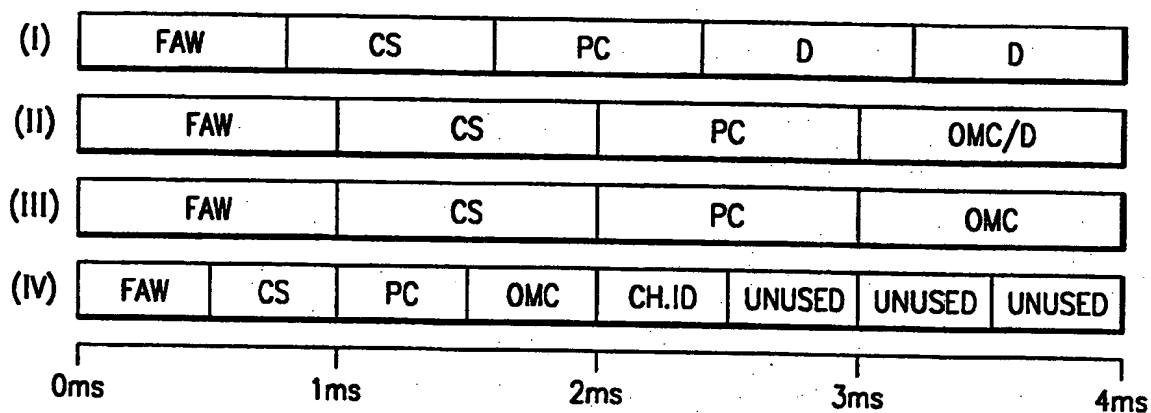 (I) FAW CS PC D D
(II) FAW CS PC OMC/D
(III) FAW CS PC OMC
(IV) FAW CS PC OMC CH.ID UNUSED UNUSED UNUSED
0ms 1ms 2ms 3ms 4ms